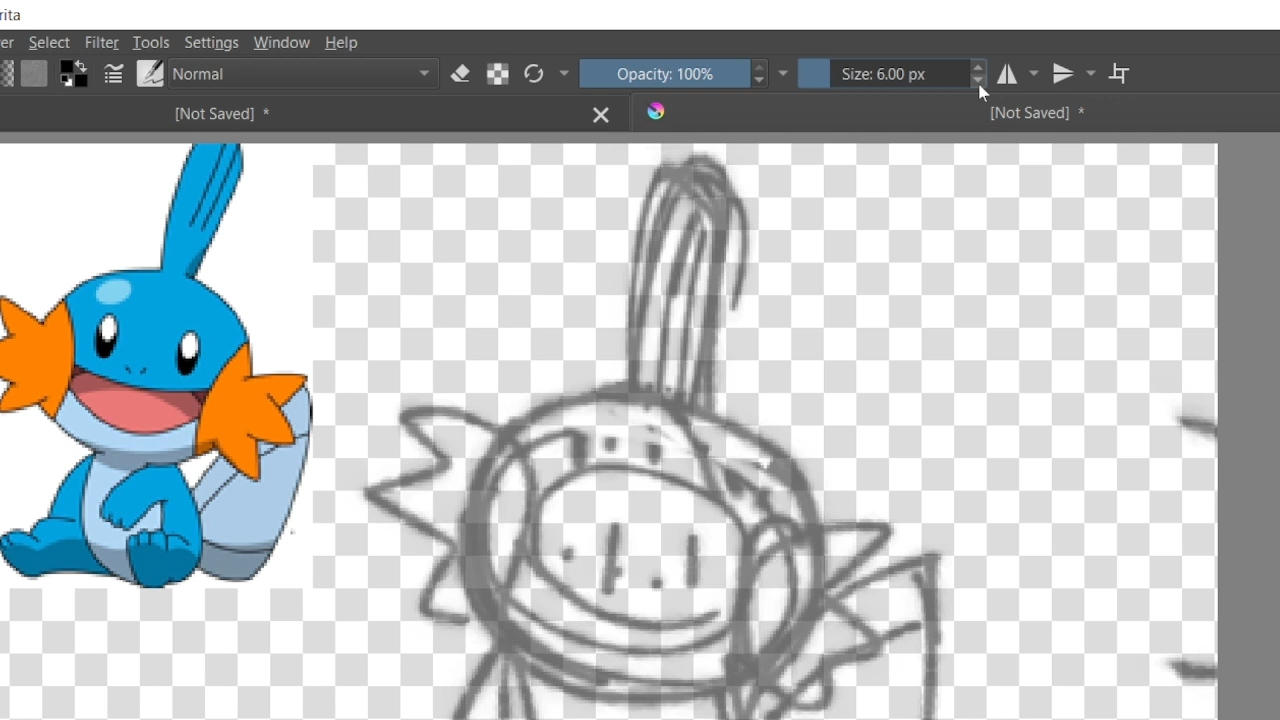 rita
er Select Filter Tools Settings Window Help
Normal Opacity: 100% Size: 6.00 px
[Not Saved] * [Not Saved] *